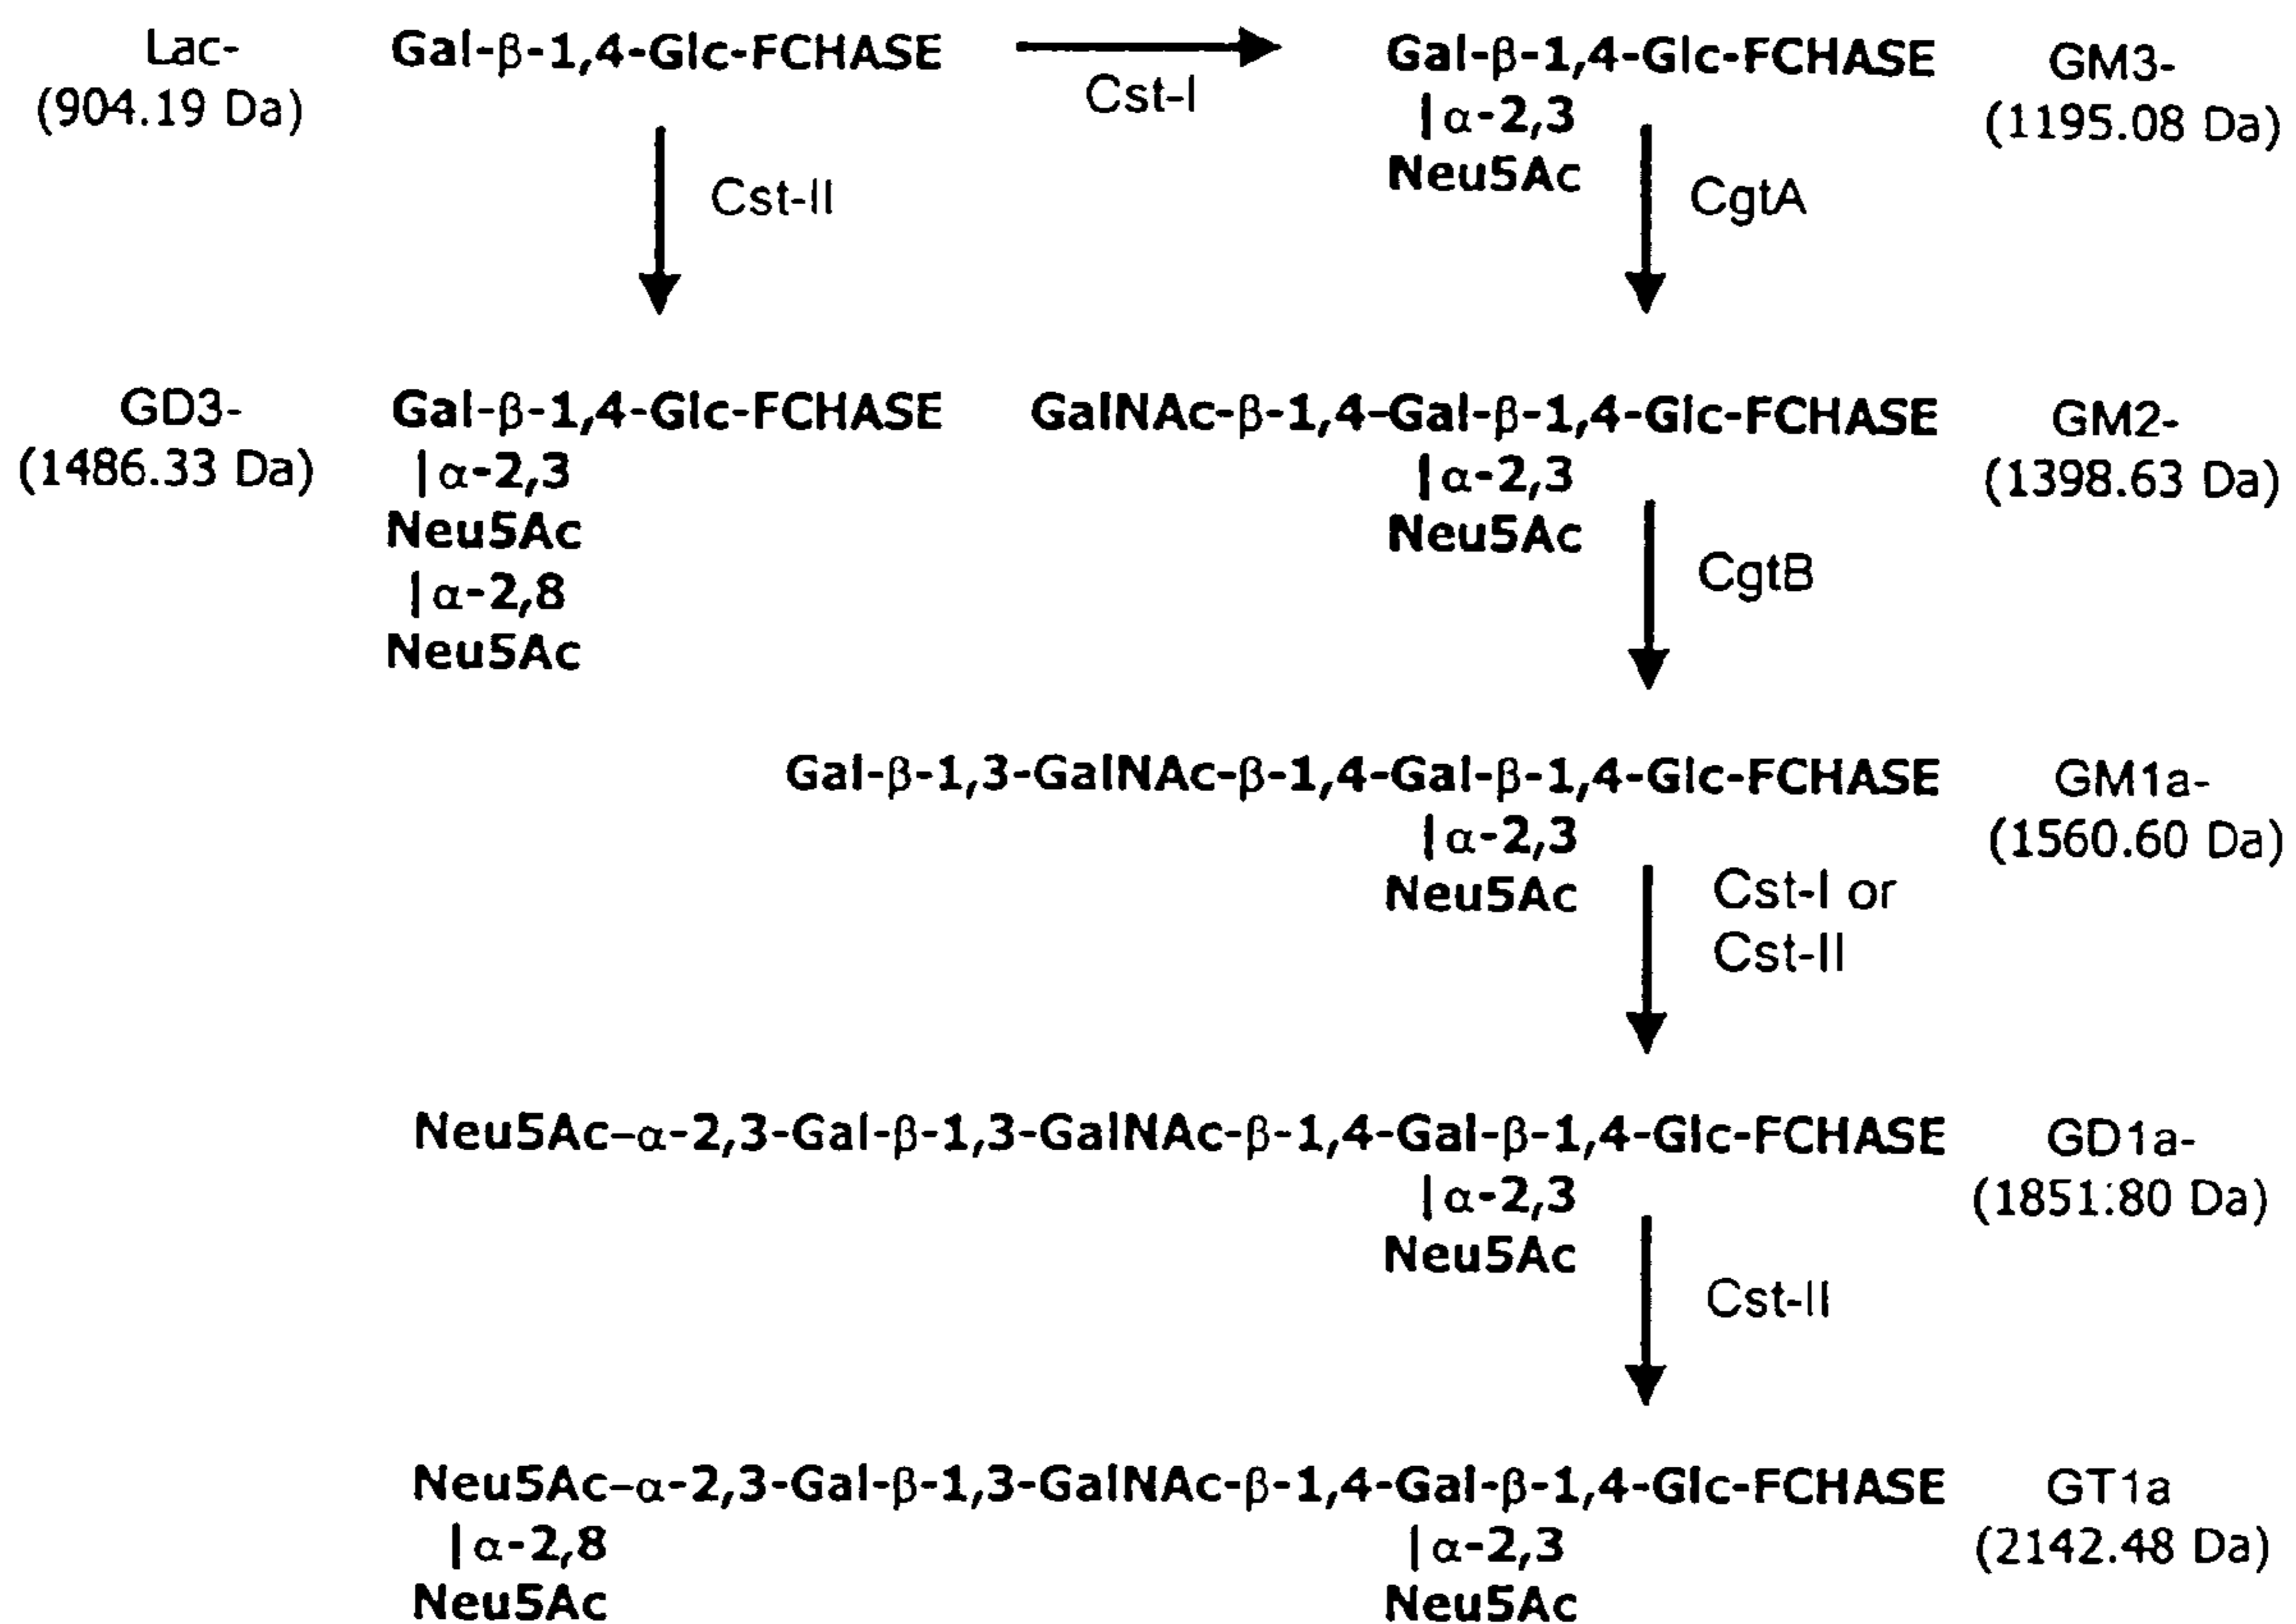 Lac-
(904.19 Da)
Gal-β-1,4-Glc-FCHASE
Cst-I
Gal-β-1,4-Glc-FCHASE
|α-2,3
Neu5Ac
GM3-
(1195.08 Da)
Cst-II
CgtA
GD3-
(1486.33 Da)
Gal-β-1,4-Glc-FCHASE
|α-2,3
Neu5Ac
|α-2,8
Neu5Ac
GalNAc-β-1,4-Gal-β-1,4-Glc-FCHASE
|α-2,3
Neu5Ac
GM2-
(1398.63 Da)
CgtB
Gal-β-1,3-GalNAc-β-1,4-Gal-β-1,4-Glc-FCHASE
|α-2,3
Neu5Ac
GM1a-
(1560.60 Da)
Cst-I or
Cst-II
Neu5Ac–α-2,3-Gal-β-1,3-GalNAc-β-1,4-Gal-β-1,4-Glc-FCHASE
|α-2,3
Neu5Ac
GD1a-
(1851.80 Da)
Cst-II
Neu5Ac–α-2,3-Gal-β-1,3-GalNAc-β-1,4-Gal-β-1,4-Glc-FCHASE
|α-2,8
Neu5Ac
|α-2,3
Neu5Ac
GT1a
(2142.48 Da)